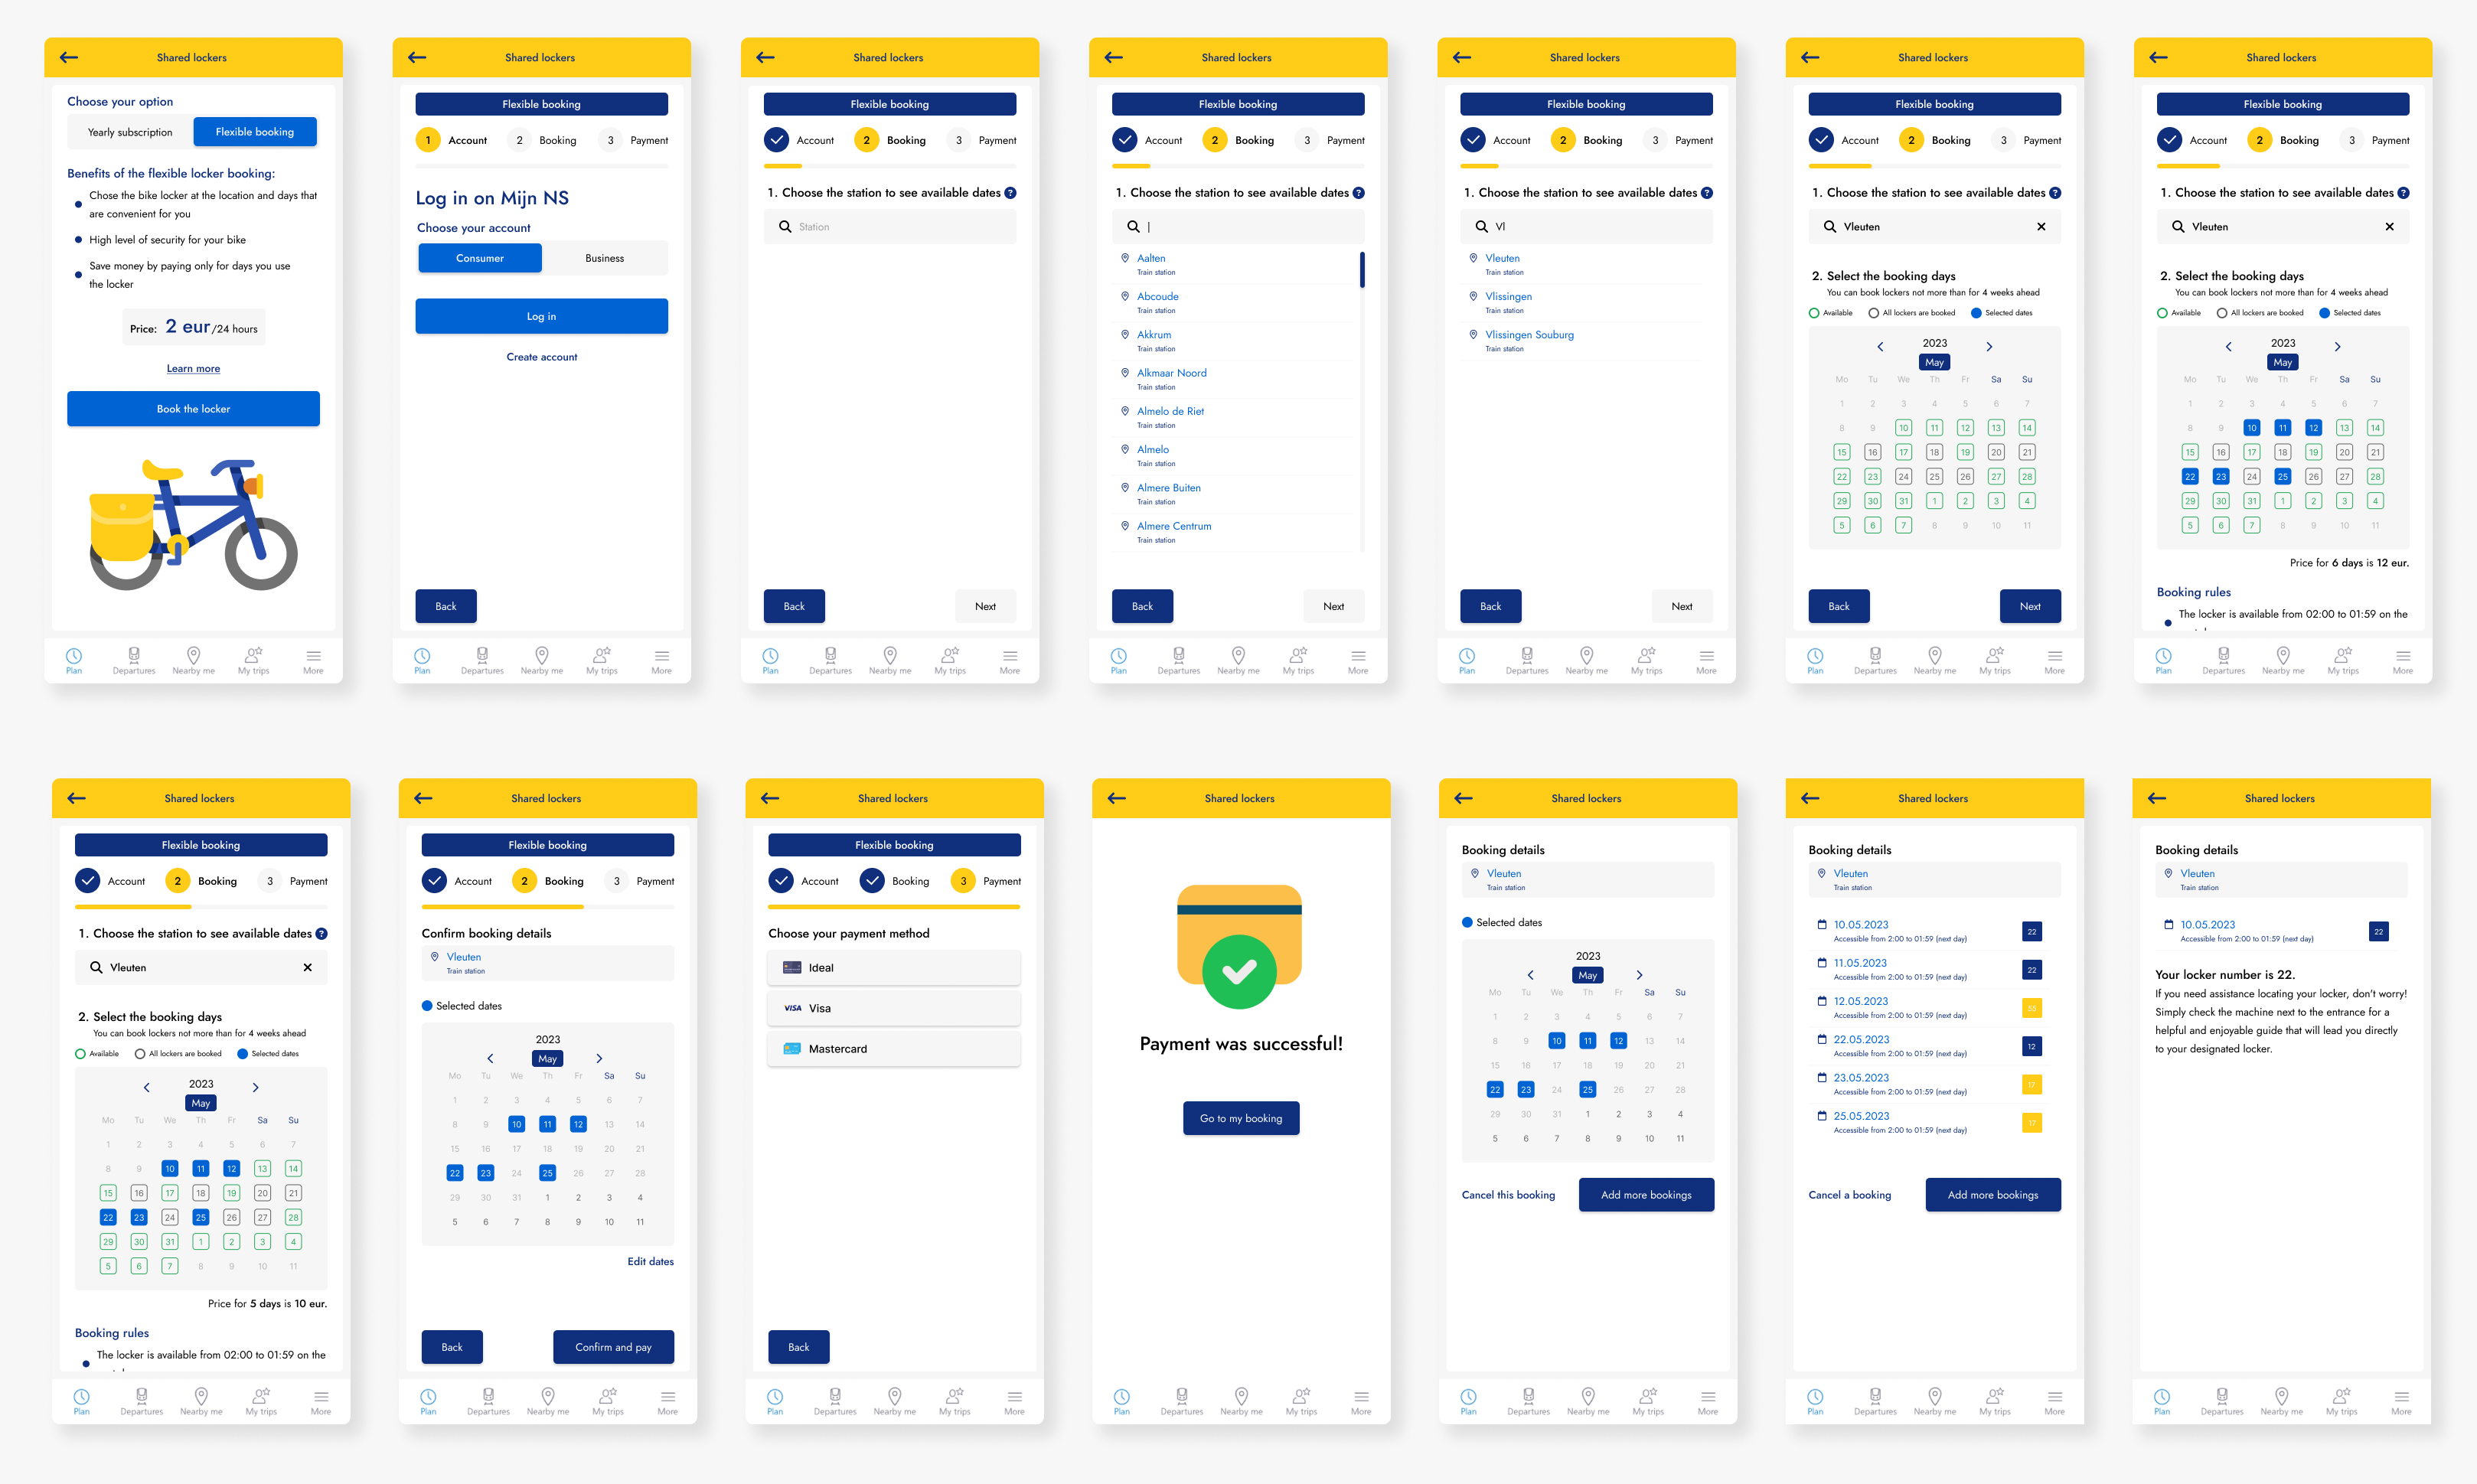 Shared lockers
Choose your option
Yearly subscription Flexible booking
Benefits of the flexible locker booking:
Chose the bike locker at the location and days that
are convenient for you
High level of security for your bike
Save money by paying only for days you use
the locker
Price: 2 eur/24 hours
Learn more
Book the locker
Plan Departures Nearby me My trips More
Shared lockers
Flexible booking
1 Account 2 Booking 3 Payment
Log in on Mijn NS
Choose your account
Consumer Business
Log in
Create account
Back
Plan Departures Nearby me My trips More
Shared lockers
Flexible booking
Account 2 Booking 3 Payment
1. Choose the station to see available dates ?
Station
Back Next
Plan Departures Nearby me My trips More
Shared lockers
Flexible booking
Account 2 Booking 3 Payment
1. Choose the station to see available dates ?
Aalten
Train station
Abcoude
Train station
Akkrum
Train station
Alkmaar Noord
Train station
Almelo de Riet
Train station
Almelo
Train station
Almere Buiten
Train station
Almere Centrum
Train station
Back Next
Plan Departures Nearby me My trips More
Shared lockers
Flexible booking
Account 2 Booking 3 Payment
1. Choose the station to see available dates ?
Vl
Vleuten
Train station
Vlissingen
Train station
Vlissingen Souburg
Train station
Back Next
Plan Departures Nearby me My trips More
Shared lockers
Flexible booking
Account 2 Booking 3 Payment
1. Choose the station to see available dates ?
Vleuten
2. Select the booking days
You can book lockers not more than for 4 weeks ahead
Available All lockers are booked Selected dates
2023
May
Mo Tu We Th Fr Sa Su
1 2 3 4 5 6 7
8 9 10 11 12 13 14
15 16 17 18 19 20 21
22 23 24 25 26 27 28
29 30 31 1 2 3 4
5 6 7 8 9 10 11
Back Next
Plan Departures Nearby me My trips More
Shared lockers
Flexible booking
Account 2 Booking 3 Payment
1. Choose the station to see available dates ?
Vleuten
2. Select the booking days
You can book lockers not more than for 4 weeks ahead
Available All lockers are booked Selected dates
2023
May
Mo Tu We Th Fr Sa Su
1 2 3 4 5 6 7
8 9 10 11 12 13 14
15 16 17 18 19 20 21
22 23 24 25 26 27 28
29 30 31 1 2 3 4
5 6 7 8 9 10 11
Price for 6 days is 12 eur.
Booking rules
The locker is available from 02:00 to 01:59 on the
Plan Departures Nearby me My trips More
Shared lockers
Flexible booking
Account 2 Booking 3 Payment
1. Choose the station to see available dates ?
Vleuten
2. Select the booking days
You can book lockers not more than for 4 weeks ahead
Available All lockers are booked Selected dates
2023
May
Mo Tu We Th Fr Sa Su
1 2 3 4 5 6 7
8 9 10 11 12 13 14
15 16 17 18 19 20 21
22 23 24 25 26 27 28
29 30 31 1 2 3 4
5 6 7 8 9 10 11
Price for 5 days is 10 eur.
Booking rules
The locker is available from 02:00 to 01:59 on the
Plan Departures Nearby me My trips More
Shared lockers
Flexible booking
Account 2 Booking 3 Payment
Confirm booking details
Vleuten
Train station
Selected dates
2023
May
Mo Tu We Th Fr Sa Su
1 2 3 4 5 6 7
8 9 10 11 12 13 14
15 16 17 18 19 20 21
22 23 24 25 26 27 28
29 30 31 1 2 3 4
5 6 7 8 9 10 11
Edit dates
Back Confirm and pay
Plan Departures Nearby me My trips More
Shared lockers
Flexible booking
Account Booking 3 Payment
Choose your payment method
Ideal
VISA Visa
Mastercard
Back
Plan Departures Nearby me My trips More
Shared lockers
Payment was successful!
Go to my booking
Plan Departures Nearby me My trips More
Shared lockers
Booking details
Vleuten
Train station
Selected dates
2023
May
Mo Tu We Th Fr Sa Su
1 2 3 4 5 6 7
8 9 10 11 12 13 14
15 16 17 18 19 20 21
22 23 24 25 26 27 28
29 30 31 1 2 3 4
5 6 7 8 9 10 11
Cancel this booking Add more bookings
Plan Departures Nearby me My trips More
Shared lockers
Booking details
Vleuten
Train station
10.05.2023 22
Accessible from 2:00 to 01:59 (next day)
11.05.2023 22
Accessible from 2:00 to 01:59 (next day)
12.05.2023
Accessible from 2:00 to 01:59 (next day)
22.05.2023 12
Accessible from 2:00 to 01:59 (next day)
23.05.2023 17
Accessible from 2:00 to 01:59 (next day)
25.05.2023 17
Accessible from 2:00 to 01:59 (next day)
Cancel a booking Add more bookings
Plan Departures Nearby me My trips More
Shared lockers
Booking details
Vleuten
Train station
10.05.2023 22
Accessible from 2:00 to 01:59 (next day)
Your locker number is 22.
If you need assistance locating your locker, don't worry!
Simply check the machine next to the entrance for a
helpful and enjoyable guide that will lead you directly
to your designated locker.
Plan Departures Nearby me My trips More